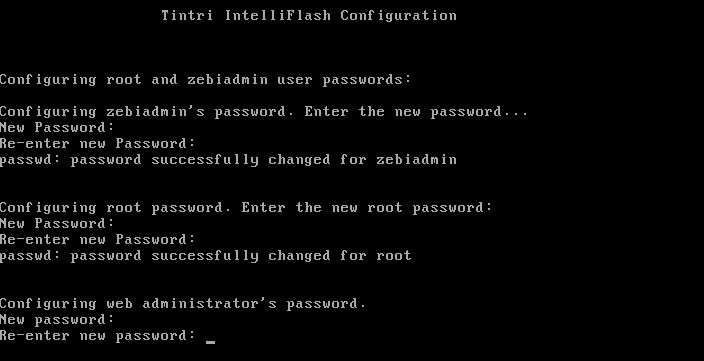 Tintri IntelliFlash Configuration
Configuring root and zebiadmin user passwords:
Configuring zebiadmin's password. Enter the new password...
New Password:
Re-enter new Password:
passwd: password successfully changed for zebiadmin
Configuring root password. Enter the new root password:
New Password:
Re-enter new Password:
passwd: password successfully changed for root
Configuring web administrator's password.
New password:
Re-enter new password: _